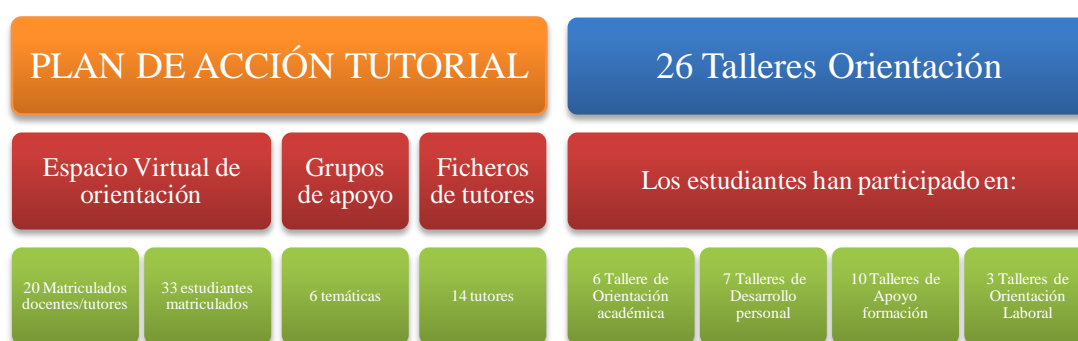 PLAN DE ACCIÓN TUTORIAL
26 Talleres Orientación
Espacio Virtual de
orientación
Grupos
de apoyo
Ficheros
de tutores
Los estudiantes han participado en:
20 Matriculados
docentes/tutores
33 estudiantes
matriculados
6 temáticas
14 tutores
6 Tallere de
Orientación
académica
7 Talleres de
Desarrollo
personal
10 Talleres de
Apoyo
formación
3 Talleres de
Orientación
Laboral